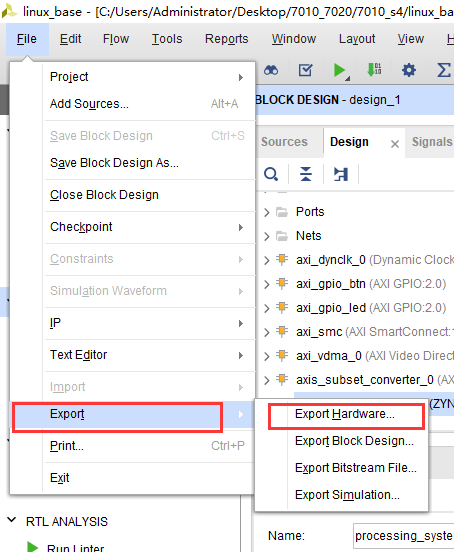 linux_base - [C:/Users/Administrator/Desktop/7010_7020/7010_s4/linux_b
File Edit Flow Tools Reports Window Layout View H
BLOCK DESIGN - design_1
Project
Add Sources... Alt+A
Save Block Design Ctrl+S
Save Block Design As...
Close Block Design
Checkpoint
Constraints
Simulation Waveform
IP
Text Editor
Import
Export
Print... Ctrl+P
Exit
Sources Design Signals
Ports
Nets
axi_dynclk_0 (Dynamic Clock
axi_gpio_btn (AXI GPIO:2.0)
axi_gpio_led (AXI GPIO:2.0)
axi_smc (AXI SmartConnect:1
axi_vdma_0 (AXI Video Direct
axis_subset_converter_0 (AXI
(ZYN
Export Hardware...
Export Block Design...
Export Bitstream File...
Export Simulation...
RTL ANALYSIS
Run Linter
Name: processing_syste